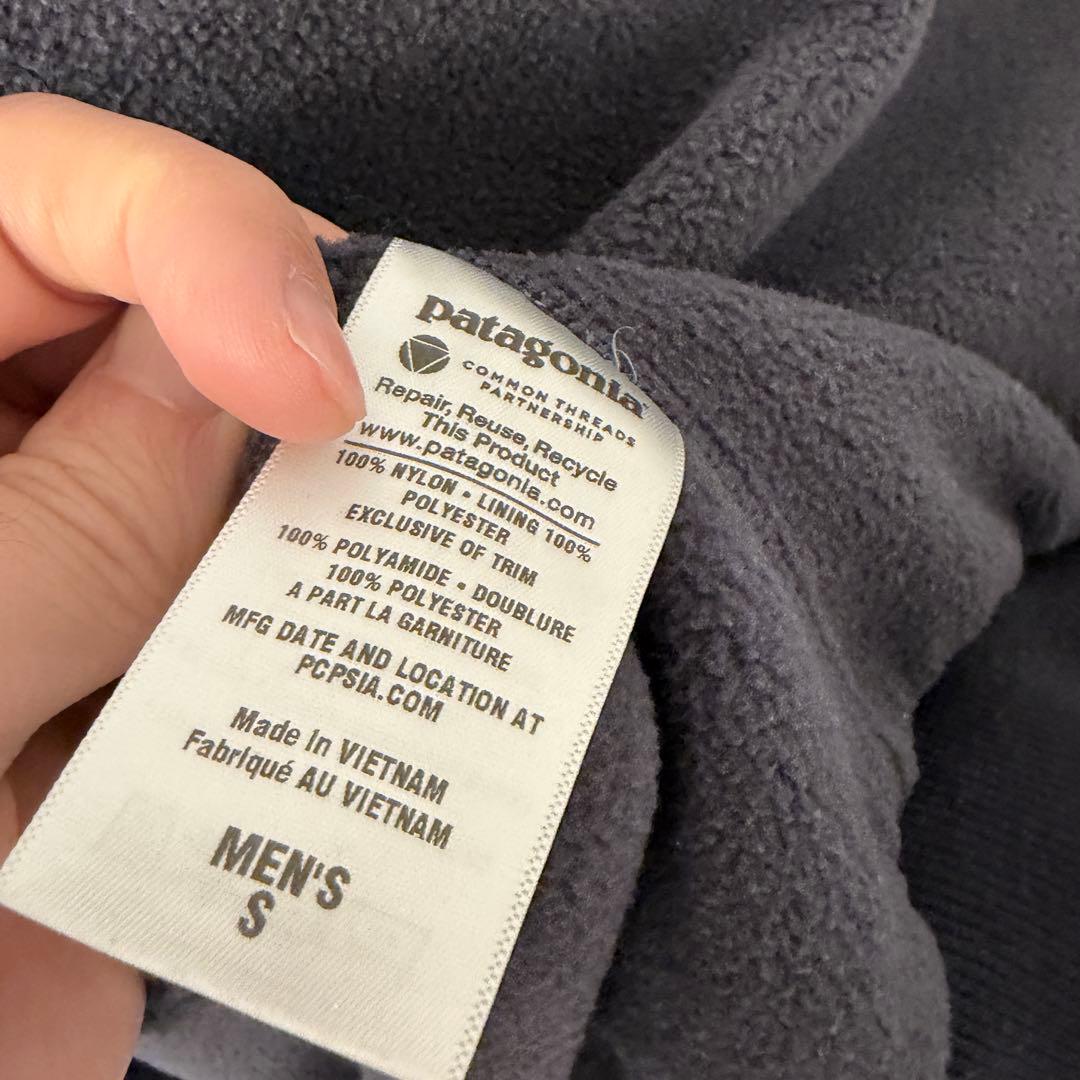 patagonia
COMMON THREADS
PARTNERSHIP
Repair, Reuse, Recycle
This Product
www.patagonia.com
100% NYLON • LINING 100%
POLYESTER
EXCLUSIVE OF TRIM
100% POLYAMIDE • DOUBLURE
100% POLYESTER
A PART LA GARNITURE
MFG DATE AND LOCATION AT
PCPSIA.COM
Made in VIETNAM
Fabriqué AU VIETNAM
MEN'S
S